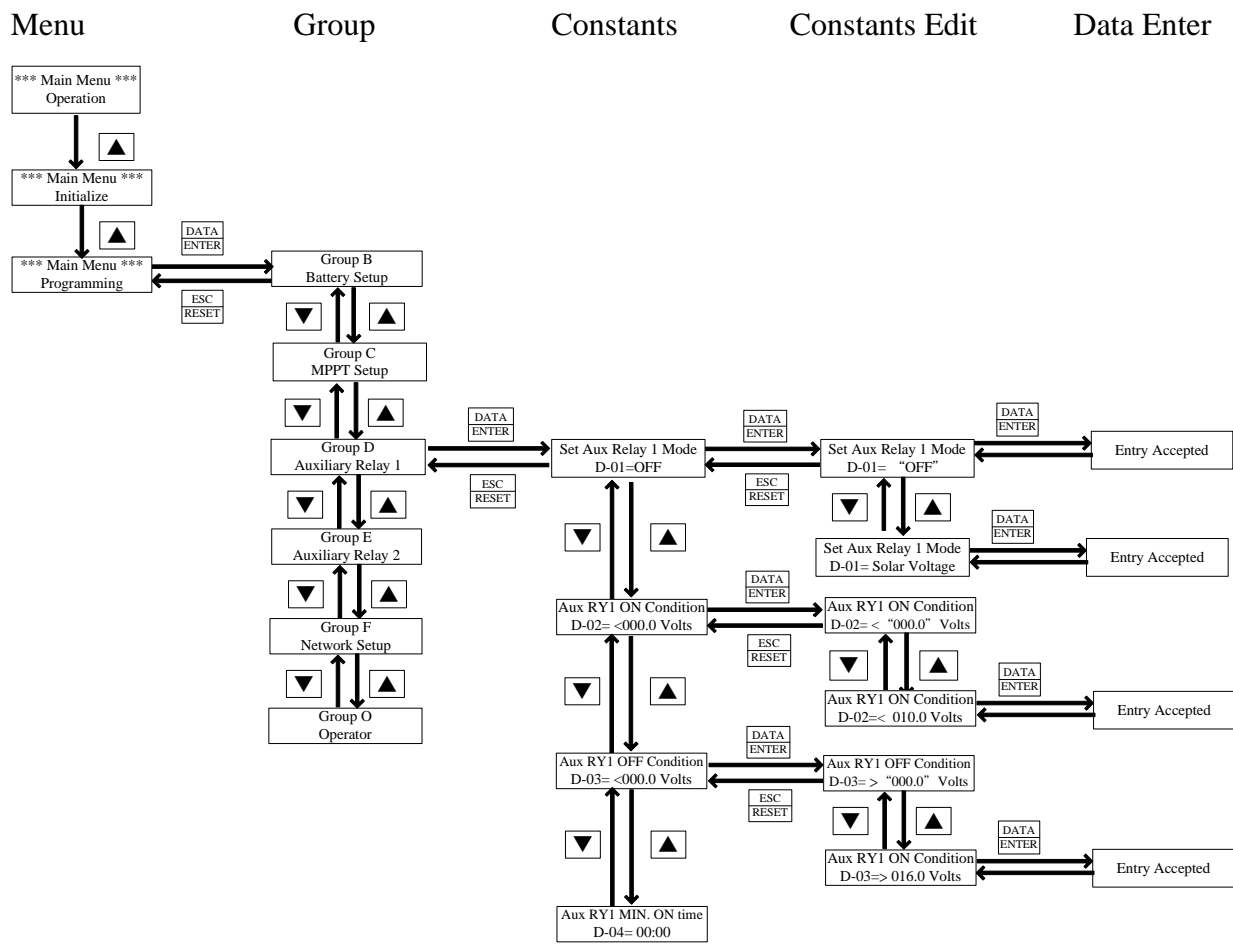 Menu
Group
Constants
Constants Edit
Data Enter
*** Main Menu ***
Operation
*** Main Menu ***
Initialize
*** Main Menu ***
Programming
DATA
ENTER
ESC
RESET
Group B
Battery Setup
Group C
MPPT Setup
Group D
Auxiliary Relay 1
Group E
Auxiliary Relay 2
Group F
Network Setup
Group O
Operator
DATA
ENTER
ESC
RESET
Set Aux Relay 1 Mode
D-01=OFF
Aux RY1 ON Condition
D-02= <000.0 Volts
Aux RY1 OFF Condition
D-03= <000.0 Volts
Aux RY1 MIN. ON time
D-04= 00:00
DATA
ENTER
ESC
RESET
DATA
ENTER
ESC
RESET
DATA
ENTER
ESC
RESET
Set Aux Relay 1 Mode
D-01= “OFF”
Set Aux Relay 1 Mode
D-01= Solar Voltage
Aux RY1 ON Condition
D-02= < “000.0” Volts
Aux RY1 ON Condition
D-02=< 010.0 Volts
Aux RY1 OFF Condition
D-03= > “000.0” Volts
Aux RY1 ON Condition
D-03=> 016.0 Volts
DATA
ENTER
DATA
ENTER
DATA
ENTER
DATA
ENTER
Entry Accepted
Entry Accepted
Entry Accepted
Entry Accepted